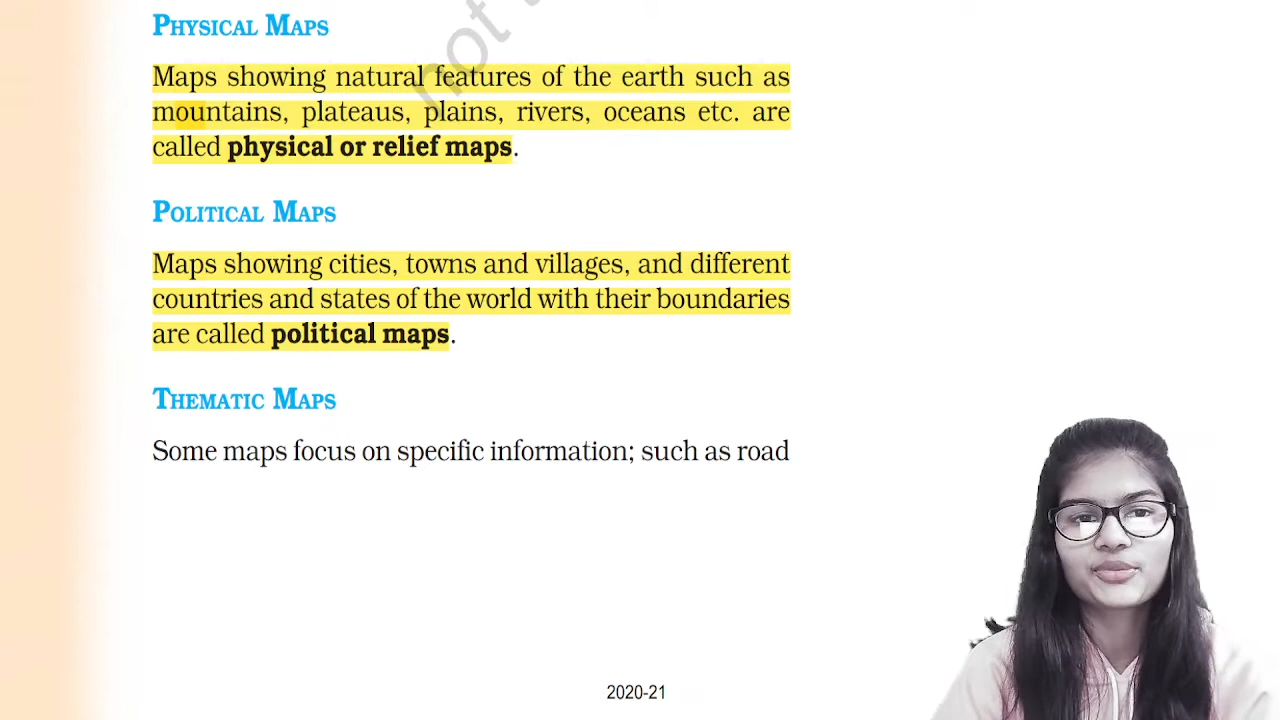 PHYSICAL MAPS
not
Maps showing natural features of the earth such as
mountains, plateaus, plains, rivers, oceans etc. are
called physical or relief maps.
POLITICAL MAPS
Maps showing cities, towns and villages, and different
countries and states of the world with their boundaries
are called political maps.
THEMATIC MAPS
Some maps focus on specific information; such as road
2020-21